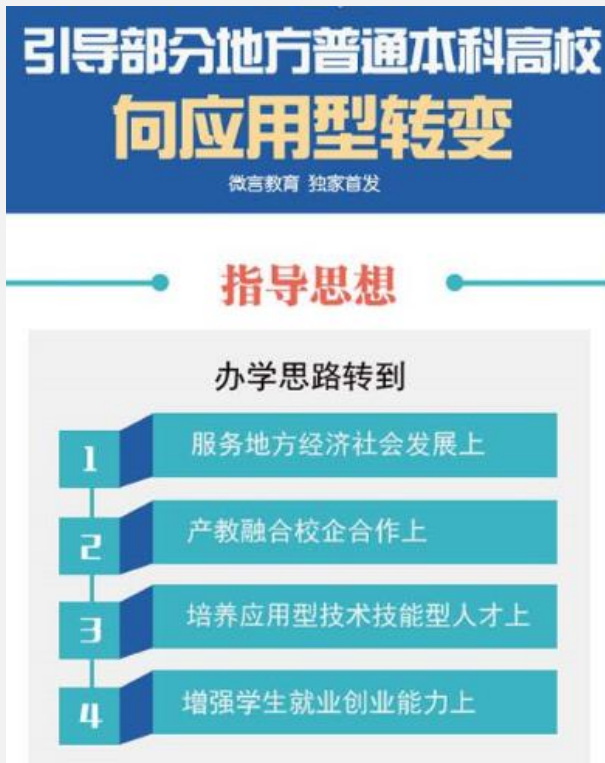 引导部分地方普通本科高校
向应用型转变
微言教育 独家首发
指导思想
办学思路转到
1
服务地方经济社会发展上
2
产教融合校企合作上
3
培养应用型技术技能型人才上
4
增强学生就业创业能力上